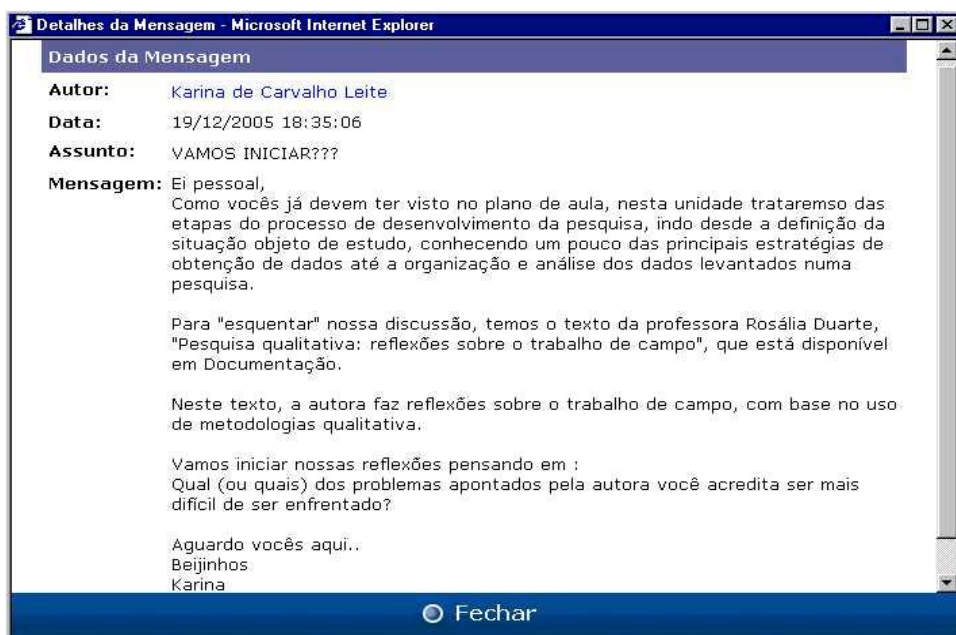 Detalhes da Mensagem - Microsoft Internet Explorer
Dados da Mensagem
Autor: Karina de Carvalho Leite
Data: 19/12/2005 18:35:06
Assunto: VAMOS INICIAR???
Mensagem: Ei pessoal,
Como vocês já devem ter visto no plano de aula, nesta unidade trataremso das
etapas do processo de desenvolvimento da pesquisa, indo desde a definição da
situação objeto de estudo, conhecendo um pouco das principais estratégias de
obtenção de dados até a organização e análise dos dados levantados numa
pesquisa.
Para "esquentar" nossa discussão, temos o texto da professora Rosália Duarte,
"Pesquisa qualitativa: reflexões sobre o trabalho de campo", que está disponível
em Documentação.
Neste texto, a autora faz reflexões sobre o trabalho de campo, com base no uso
de metodologias qualitativa.
Vamos iniciar nossas reflexões pensando em :
Qual (ou quais) dos problemas apontados pela autora você acredita ser mais
difícil de ser enfrentado?
Aguardo vocês aqui..
Beijinhos
Karina
Fechar